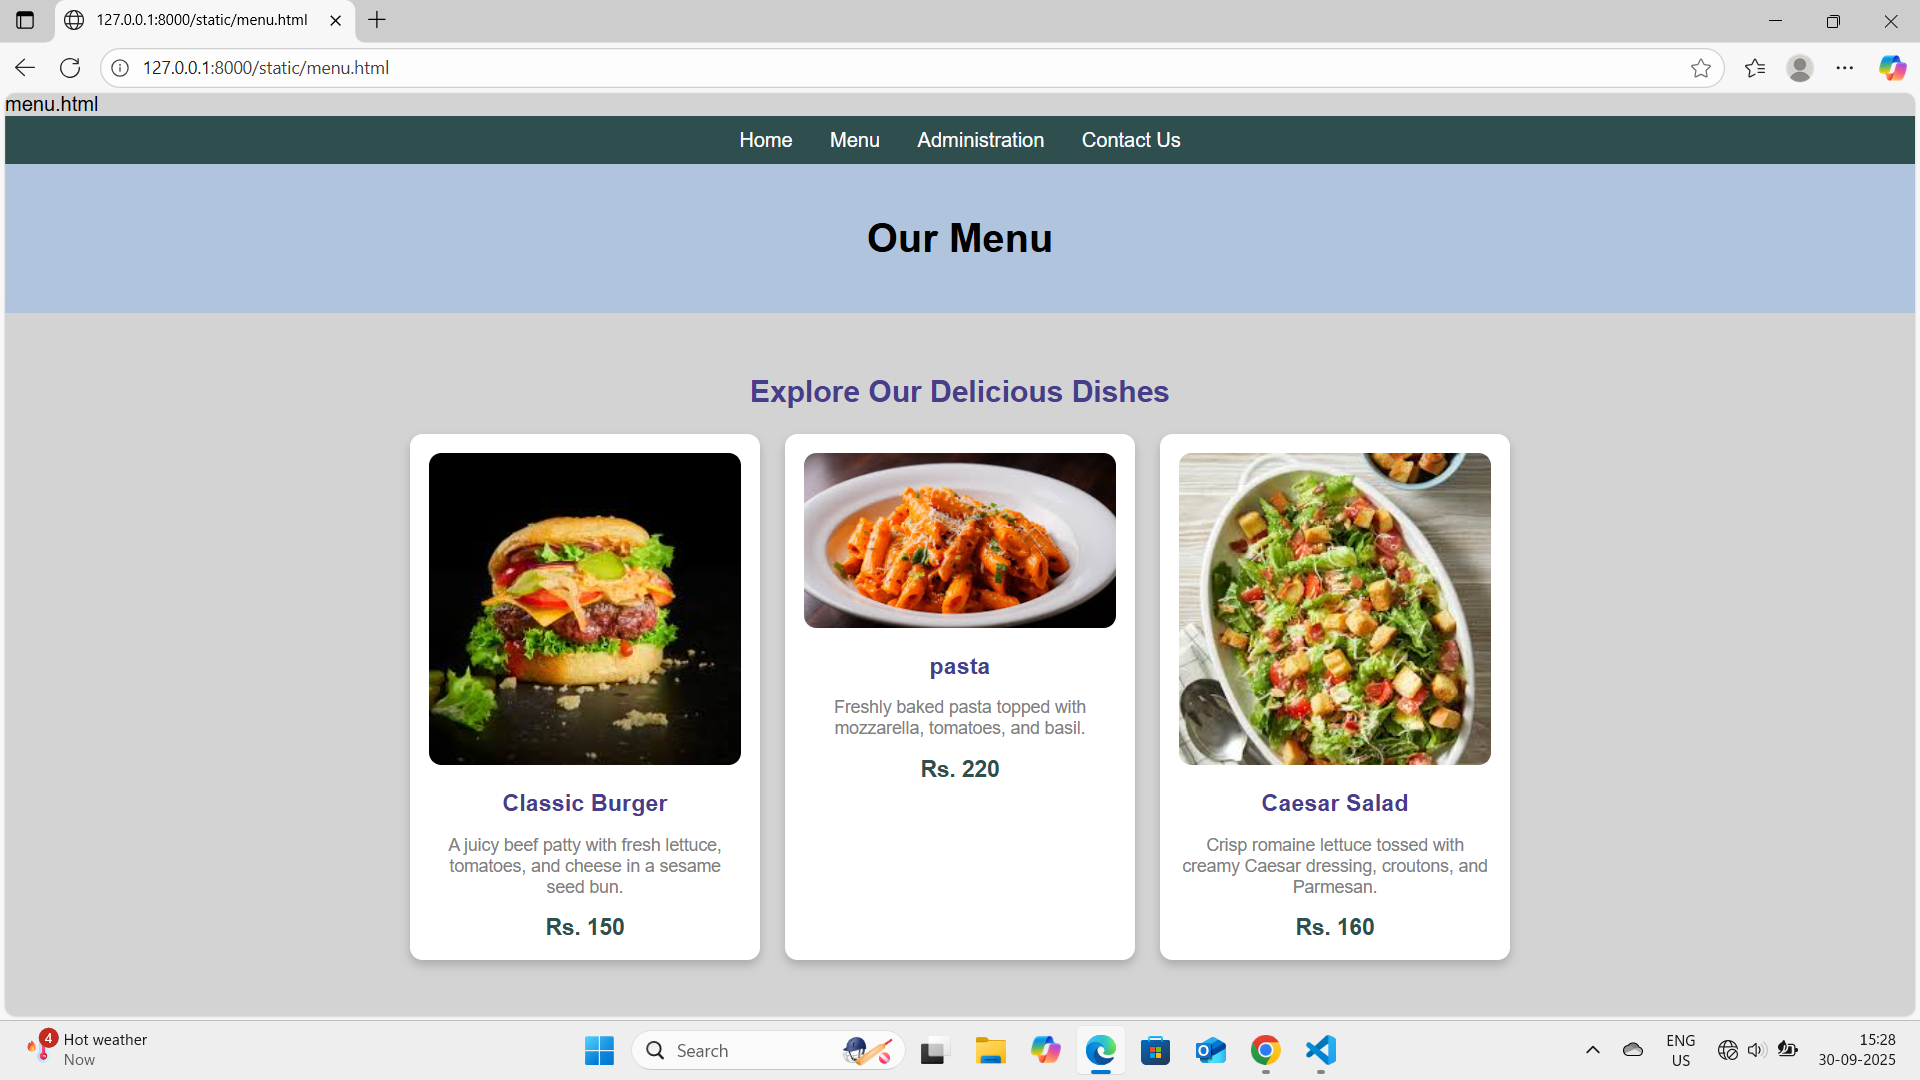 127.0.0.1:8000/static/menu.html
127.0.0.1:8000/static/menu.html
menu.html
Home Menu Administration Contact Us
Our Menu
Explore Our Delicious Dishes
Classic Burger
A juicy beef patty with fresh lettuce,
tomatoes, and cheese in a sesame
seed bun.
Rs. 150
pasta
Freshly baked pasta topped with
mozzarella, tomatoes, and basil.
Rs. 220
Caesar Salad
Crisp romaine lettuce tossed with
creamy Caesar dressing, croutons, and
Parmesan.
Rs. 160
4
Hot weather
Now
Search
ENG
US
15:28
30-09-2025